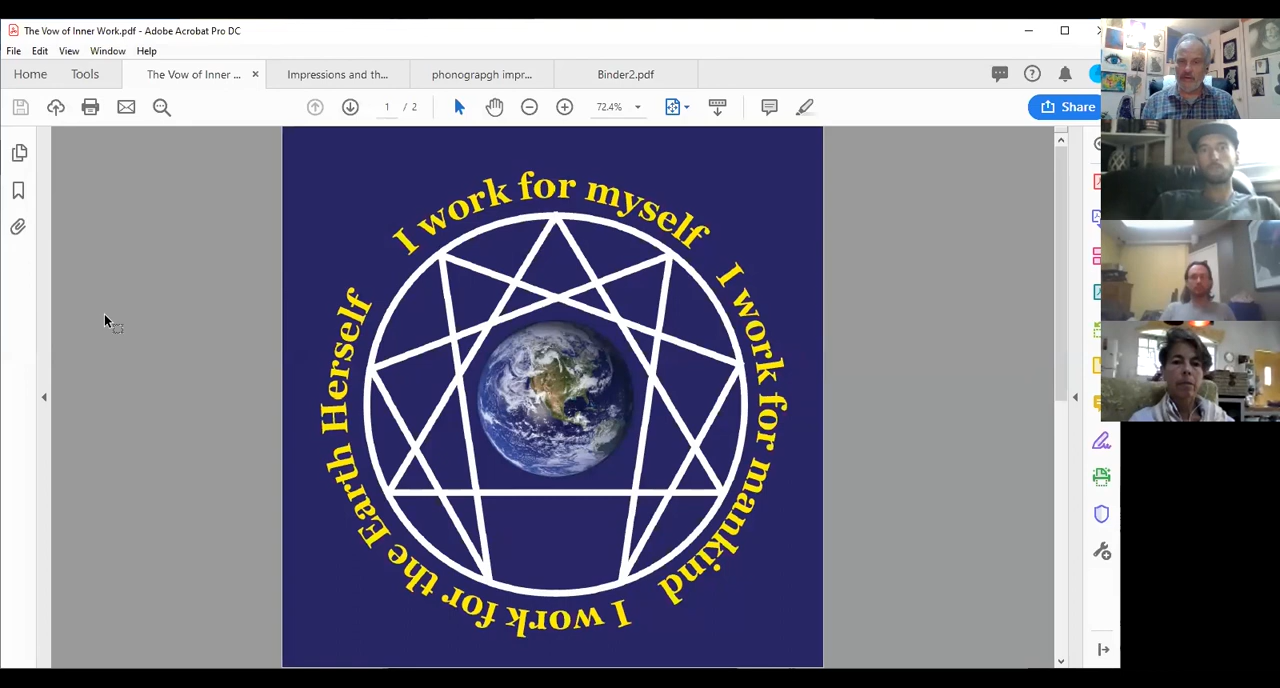 The Vow of Inner Work.pdf - Adobe Acrobat Pro DC
File Edit View Window Help
Home Tools The Vow of Inner ... × Impressions and th... phonograpgh impr... Binder2.pdf
1 / 2 72.4% Share
I work for myself
I work for mankind
I work for the Earth Herself